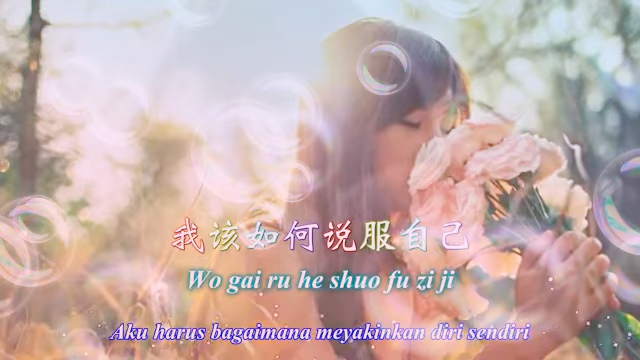 我该如何说服自己
Wo gai ru he shuo fu zi ji
Aku harus bagaimana meyakinkan diri sendiri